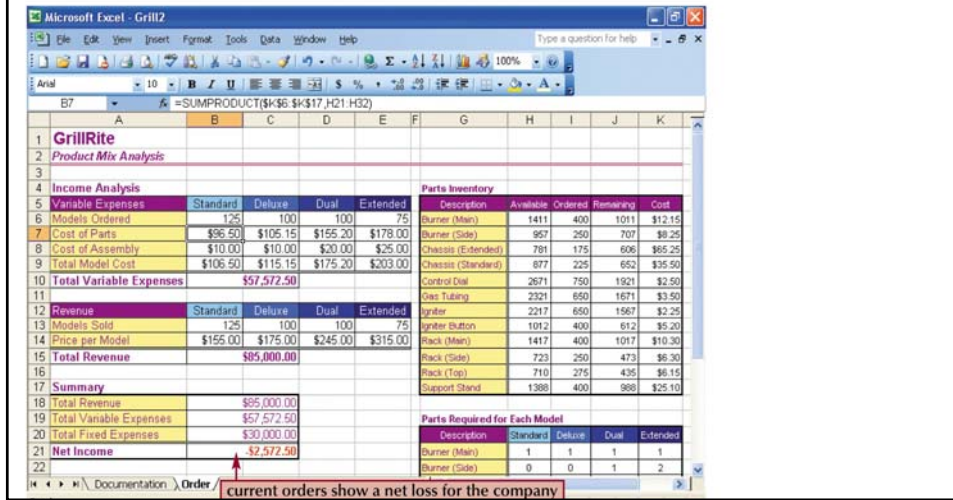 Microsoft Excel - Grill2
File Edit View Insert Format Tools Data Window Help Type a question for help
100%
Arial 10 B I U $ % ,
B7 fx =SUMPRODUCT($K$6:$K$17,H21:H32)
A B C D E F G H I J K
1 GrillRite
2 Product Mix Analysis
3
4 Income Analysis Parts Inventory
5 Variable Expenses Standard Deluxe Dual Extended Description Available Ordered Remaining Cost
6 Models Ordered 125 100 100 75 Burner (Main) 1411 400 1011 $12.15
7 Cost of Parts $96.50 $105.15 $155.20 $178.00 Burner (Side) 957 250 707 $8.25
8 Cost of Assembly $10.00 $10.00 $20.00 $25.00 Chassis (Extended) 781 175 606 $65.25
9 Total Model Cost $106.50 $115.15 $175.20 $203.00 Chassis (Standard) 877 225 652 $35.50
10 Total Variable Expenses $57,572.50 Control Dial 2671 750 1921 $2.50
11 Gas Tubing 2321 650 1671 $3.50
12 Revenue Standard Deluxe Dual Extended Igniter 2217 650 1567 $2.25
13 Models Sold 125 100 100 75 Igniter Button 1012 400 612 $5.20
14 Price per Model $155.00 $175.00 $245.00 $315.00 Rack (Main) 1417 400 1017 $10.30
15 Total Revenue $85,000.00 Rack (Side) 723 250 473 $6.30
16 Rack (Top) 710 275 435 $6.15
17 Summary Support Stand 1388 400 988 $25.10
18 Total Revenue $85,000.00
19 Total Variable Expenses $57,572.50 Parts Required for Each Model
20 Total Fixed Expenses $30,000.00 Description Standard Deluxe Dual Extended
21 Net Income -$2,572.50 Burner (Main) 1 1 1 1
22 Burner (Side) 0 0 1 2
Documentation Order
current orders show a net loss for the company